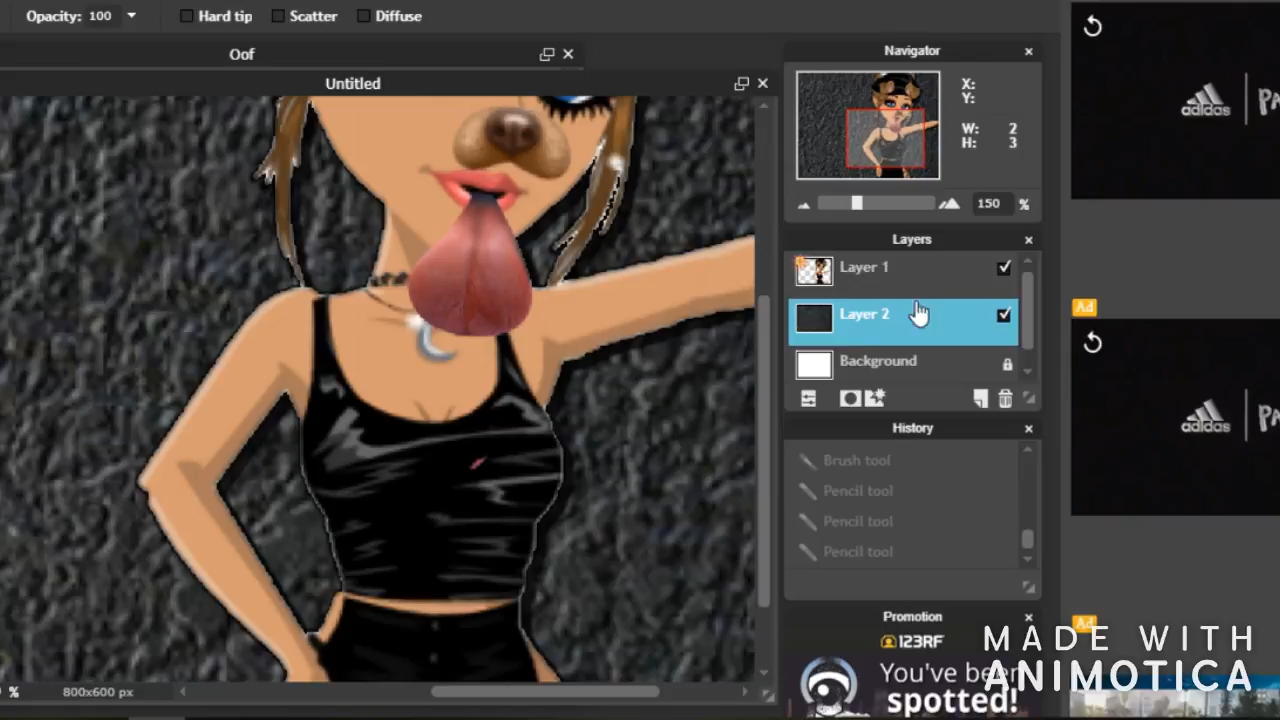 Opacity: 100
Hard tip
Scatter
Diffuse
Oof
Untitled
Navigator
X:
Y:
W: 2
H: 3
150 %
Layers
Layer 1
Layer 2
Background
History
Brush tool
Pencil tool
Pencil tool
Pencil tool
Promotion
123RF
You've been
spotted!
% 800x600 px
adidas
Ad
adidas
Ad
MADE WITH
ANIMOTICA